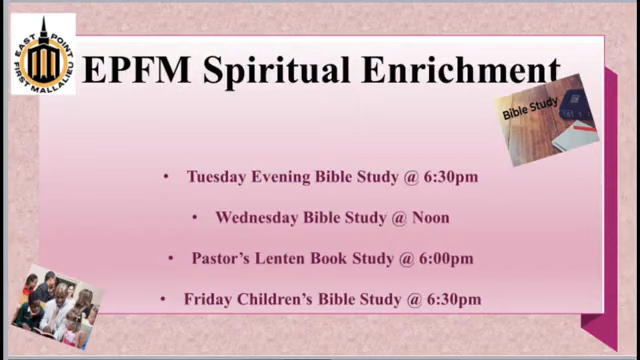 EAST POINT
FIRST MALLALIEU
EPFM Spiritual Enrichment
Bible Study
• Tuesday Evening Bible Study @ 6:30pm
• Wednesday Bible Study @ Noon
• Pastor's Lenten Book Study @ 6:00pm
• Friday Children's Bible Study @ 6:30pm